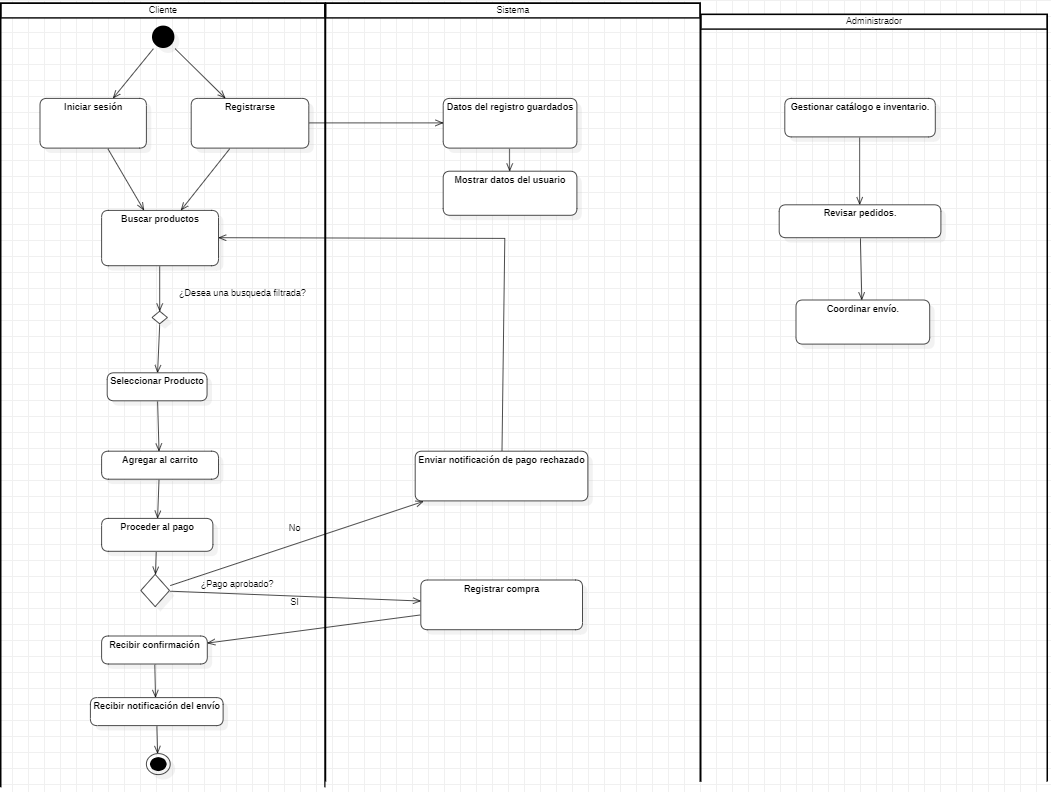 Cliente
Sistema
Administrador
Iniciar sesión
Registrarse
Datos del registro guardados
Gestionar catálogo e inventario.
Mostrar datos del usuario
Buscar productos
Revisar pedidos.
¿Desea una busqueda filtrada?
Coordinar envío.
Seleccionar Producto
Agregar al carrito
Enviar notificación de pago rechazado
Proceder al pago
No
¿Pago aprobado?
SI
Registrar compra
Recibir confirmación
Recibir notificación del envío